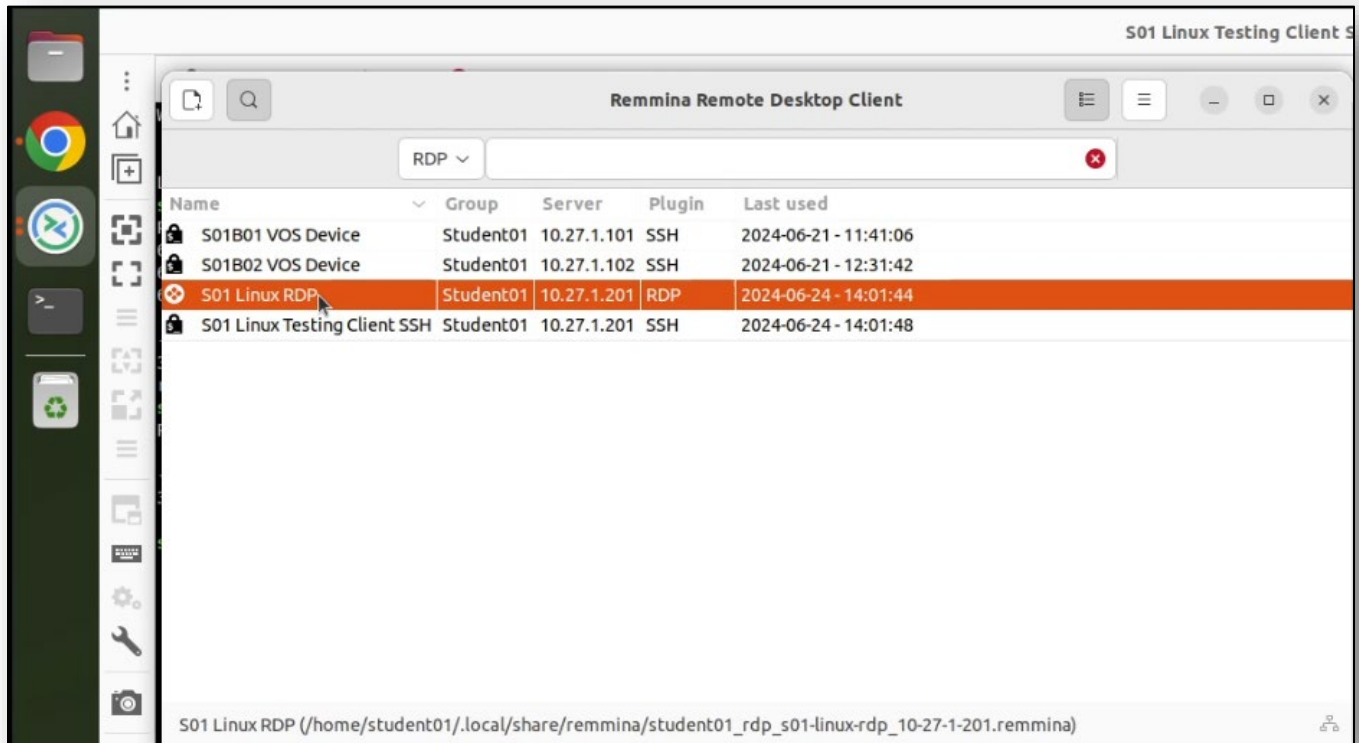 S01 Linux Testing Client S
Remmina Remote Desktop Client
RDP
Name Group Server Plugin Last used
S01B01 VOS Device Student01 10.27.1.101 SSH 2024-06-21 - 11:41:06
S01B02 VOS Device Student01 10.27.1.102 SSH 2024-06-21 - 12:31:42
S01 Linux RDP Student01 10.27.1.201 RDP 2024-06-24 - 14:01:44
S01 Linux Testing Client SSH Student01 10.27.1.201 SSH 2024-06-24 - 14:01:48
S01 Linux RDP (/home/student01/.local/share/remmina/student01_rdp_s01-linux-rdp_10-27-1-201.remmina)